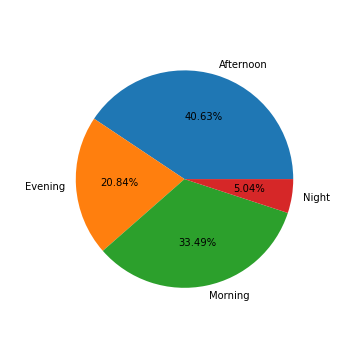 Afternoon
40.63%
Evening
20.84%
5.04%
Night
33.49%
Morning